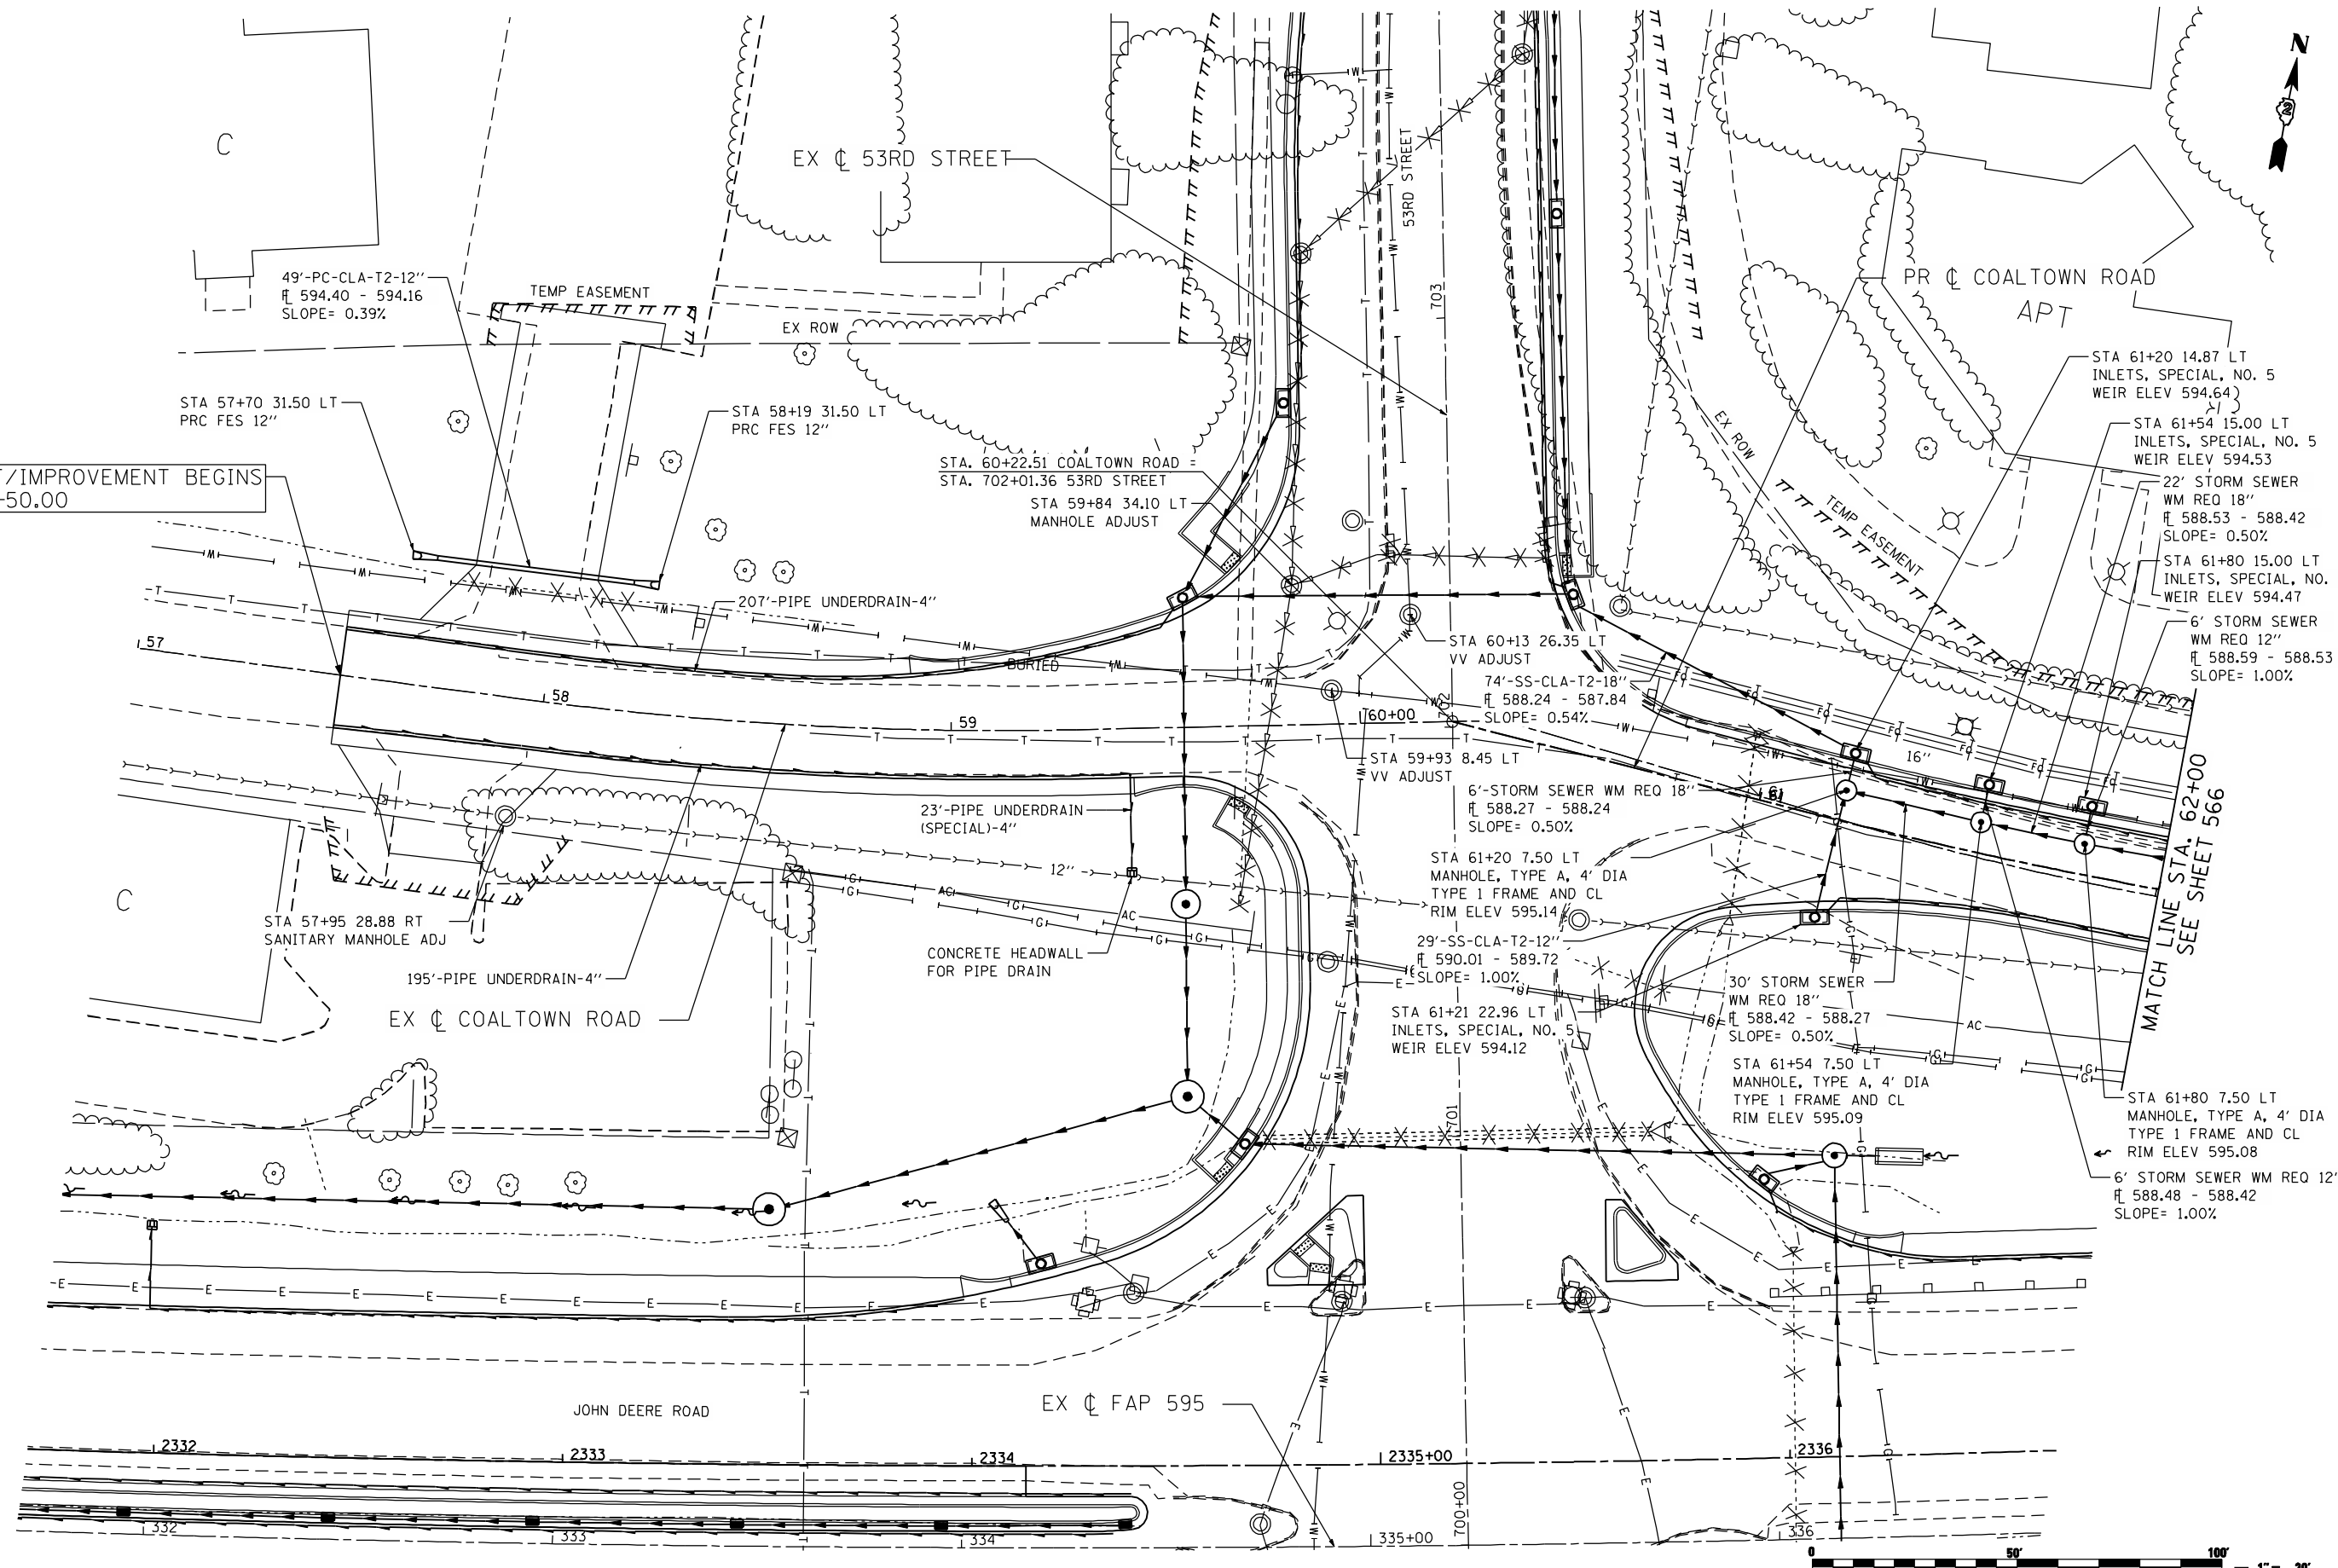 N
2
C
EX ℄ 53RD STREET
53RD STREET
703
49'-PC-CLA-T2-12"
FL 594.40 - 594.16
SLOPE= 0.39%
TEMP EASEMENT
EX ROW
PR ℄ COALTOWN ROAD
APT
STA 57+70 31.50 LT
PRC FES 12"
STA 58+19 31.50 LT
PRC FES 12"
STA 61+20 14.87 LT
INLETS, SPECIAL, NO. 5
WEIR ELEV 594.64
STA 61+54 15.00 LT
INLETS, SPECIAL, NO. 5
WEIR ELEV 594.53
EX ROW
TEMP EASEMENT
T/IMPROVEMENT BEGINS
-50.00
STA. 60+22.51 COALTOWN ROAD =
STA. 702+01.36 53RD STREET
STA 59+84 34.10 LT
MANHOLE ADJUST
22' STORM SEWER
WM REQ 18"
FL 588.53 - 588.42
SLOPE= 0.50%
STA 61+80 15.00 LT
INLETS, SPECIAL, NO.
WEIR ELEV 594.47
6' STORM SEWER
WM REQ 12"
FL 588.59 - 588.53
SLOPE= 1.00%
207'-PIPE UNDERDRAIN-4"
BURIED
57
58
59
60+00
61
702
STA 60+13 26.35 LT
VV ADJUST
74'-SS-CLA-T2-18"
FL 588.24 - 587.84
SLOPE= 0.54%
STA 59+93 8.45 LT
VV ADJUST
16"
6'-STORM SEWER WM REQ 18"
FL 588.27 - 588.24
SLOPE= 0.50%
MATCH LINE STA. 62+00
SEE SHEET 566
23'-PIPE UNDERDRAIN
(SPECIAL)-4"
12"
STA 61+20 7.50 LT
MANHOLE, TYPE A, 4' DIA
TYPE 1 FRAME AND CL
RIM ELEV 595.14
C
STA 57+95 28.88 RT
SANITARY MANHOLE ADJ
AC
AC
CONCRETE HEADWALL
FOR PIPE DRAIN
29'-SS-CLA-T2-12"
FL 590.01 - 589.72
SLOPE= 1.00%
195'-PIPE UNDERDRAIN-4"
EX ℄ COALTOWN ROAD
30' STORM SEWER
WM REQ 18"
FL 588.42 - 588.27
SLOPE= 0.50%
AC
STA 61+21 22.96 LT
INLETS, SPECIAL, NO. 5
WEIR ELEV 594.12
STA 61+54 7.50 LT
MANHOLE, TYPE A, 4' DIA
TYPE 1 FRAME AND CL
RIM ELEV 595.09
STA 61+80 7.50 LT
MANHOLE, TYPE A, 4' DIA
TYPE 1 FRAME AND CL
RIM ELEV 595.08
701
6' STORM SEWER WM REQ 12"
FL 588.48 - 588.42
SLOPE= 1.00%
JOHN DEERE ROAD
EX ℄ FAP 595
2332
2333
2334
2335+00
2336
700+00
332
333
334
335+00
336
0
50'
100'